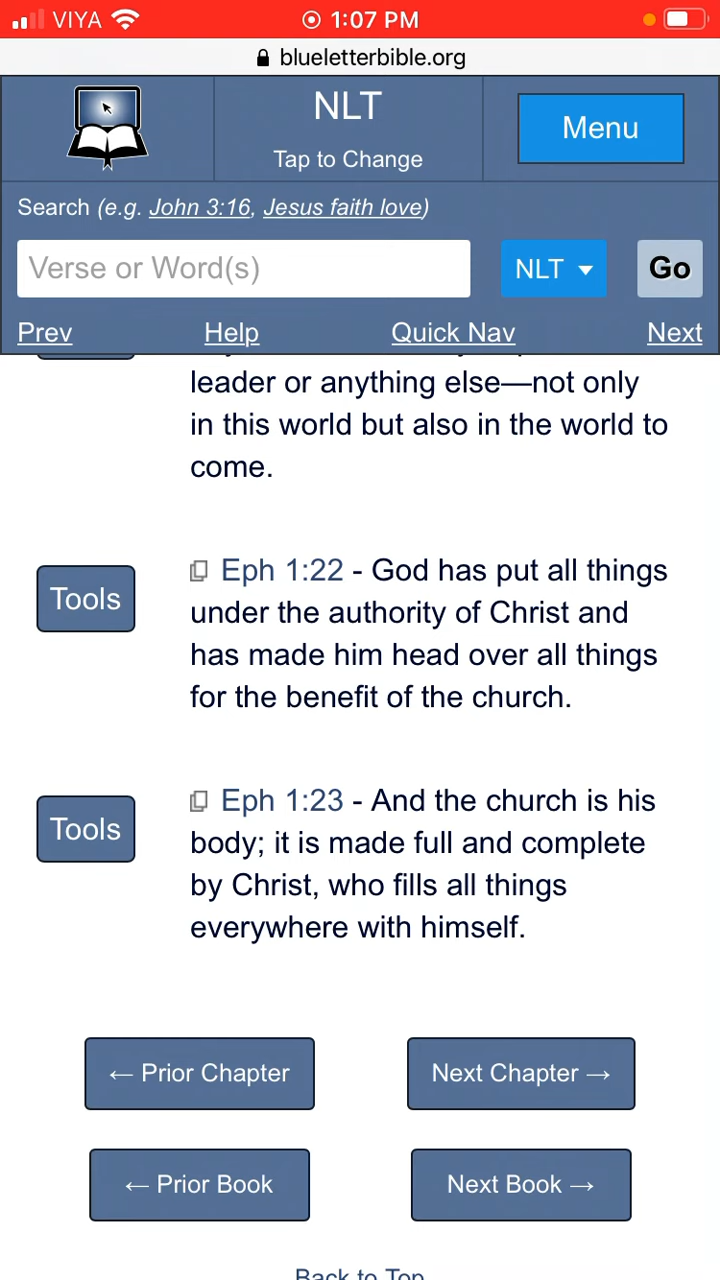 VIYA 1:07 PM
blueletterbible.org
NLT
Tap to Change
Menu
Search (e.g. John 3:16, Jesus faith love)
Verse or Word(s) NLT Go
Prev Help Quick Nav Next
leader or anything else—not only
in this world but also in the world to
come.
Tools
Eph 1:22 - God has put all things
under the authority of Christ and
has made him head over all things
for the benefit of the church.
Tools
Eph 1:23 - And the church is his
body; it is made full and complete
by Christ, who fills all things
everywhere with himself.
← Prior Chapter Next Chapter →
← Prior Book Next Book →
Back to Top